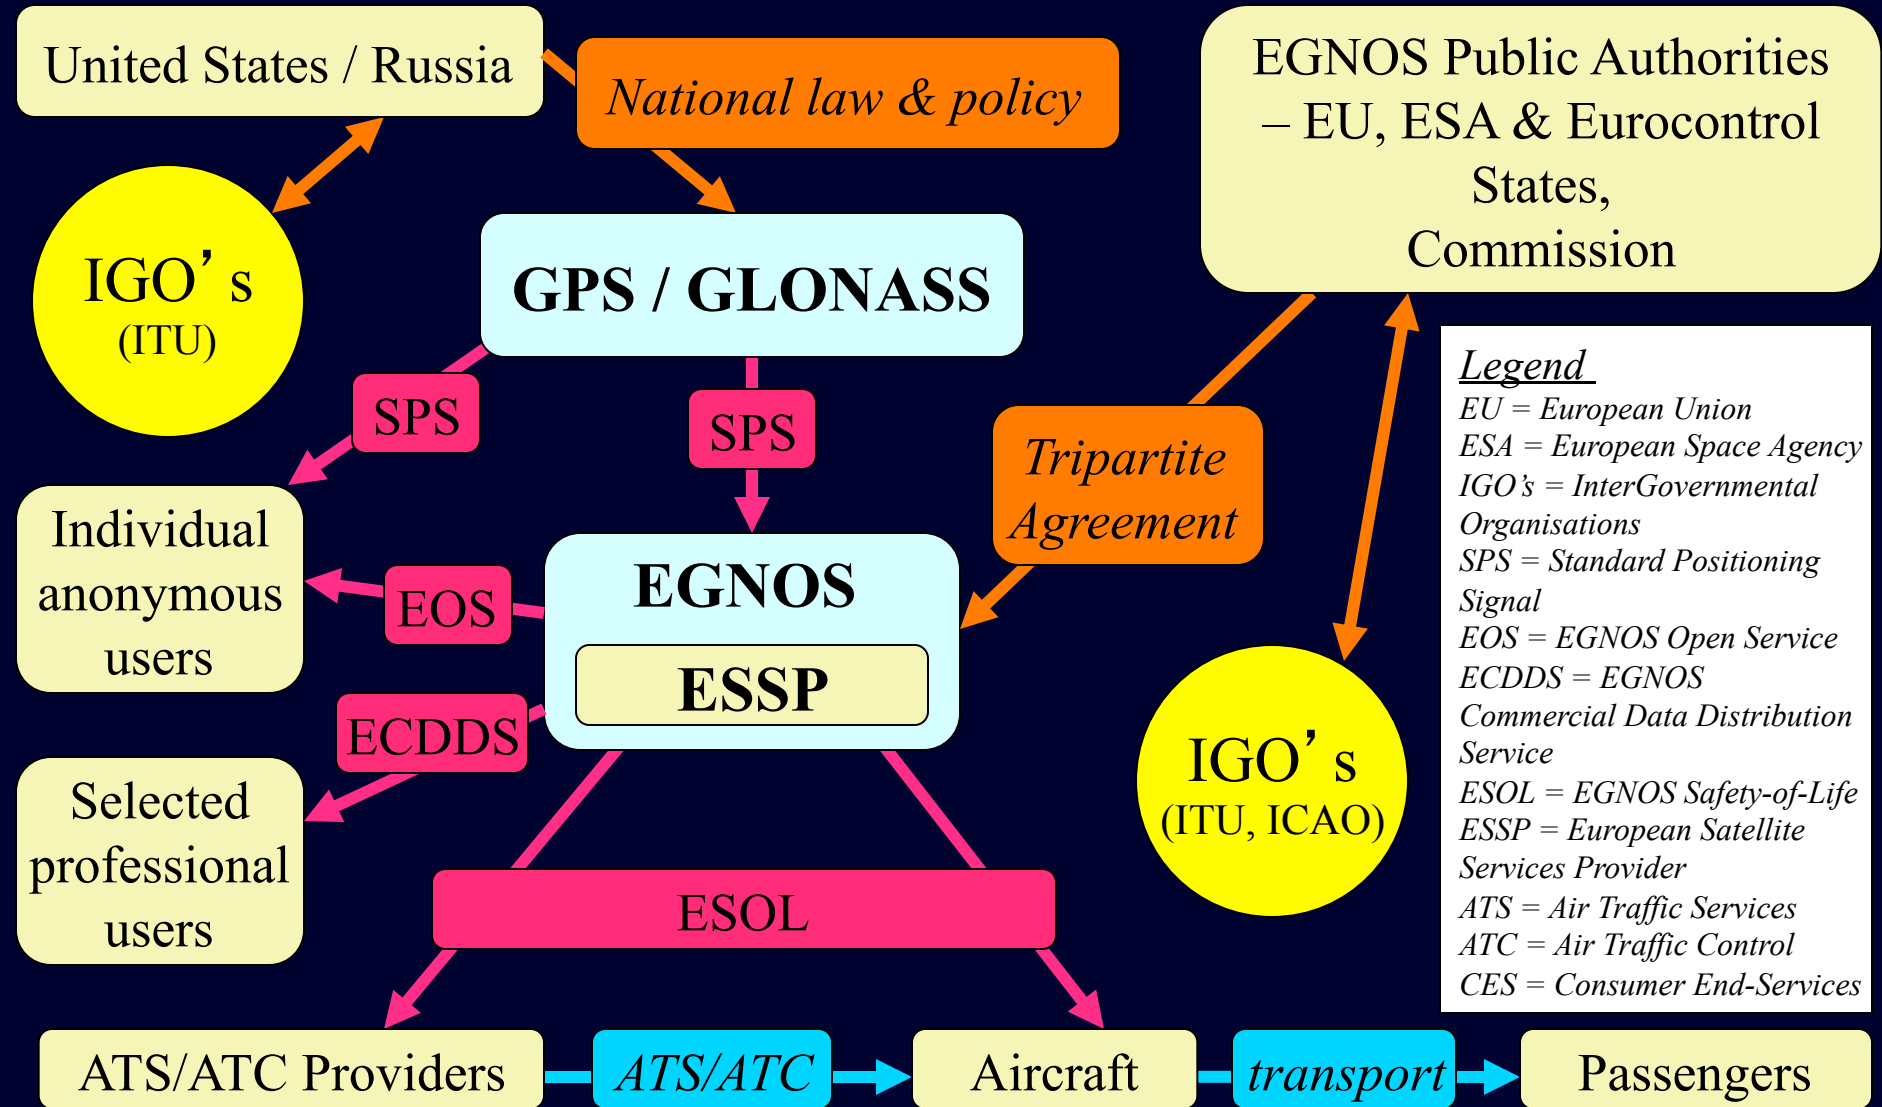 United States / Russia
National law & policy
EGNOS Public Authorities
– EU, ESA & Eurocontrol
States,
Commission
IGO’s
(ITU)
GPS / GLONASS
SPS
SPS
Tripartite
Agreement
Individual
anonymous
users
EOS
EGNOS
ESSP
ECDDS
Selected
professional
users
IGO’s
(ITU, ICAO)
ESOL
Legend
EU = European Union
ESA = European Space Agency
IGO’s = InterGovernmental
Organisations
SPS = Standard Positioning
Signal
EOS = EGNOS Open Service
ECDDS = EGNOS
Commercial Data Distribution
Service
ESOL = EGNOS Safety-of-Life
ESSP = European Satellite
Services Provider
ATS = Air Traffic Services
ATC = Air Traffic Control
CES = Consumer End-Services
ATS/ATC Providers
ATS/ATC
Aircraft
transport
Passengers